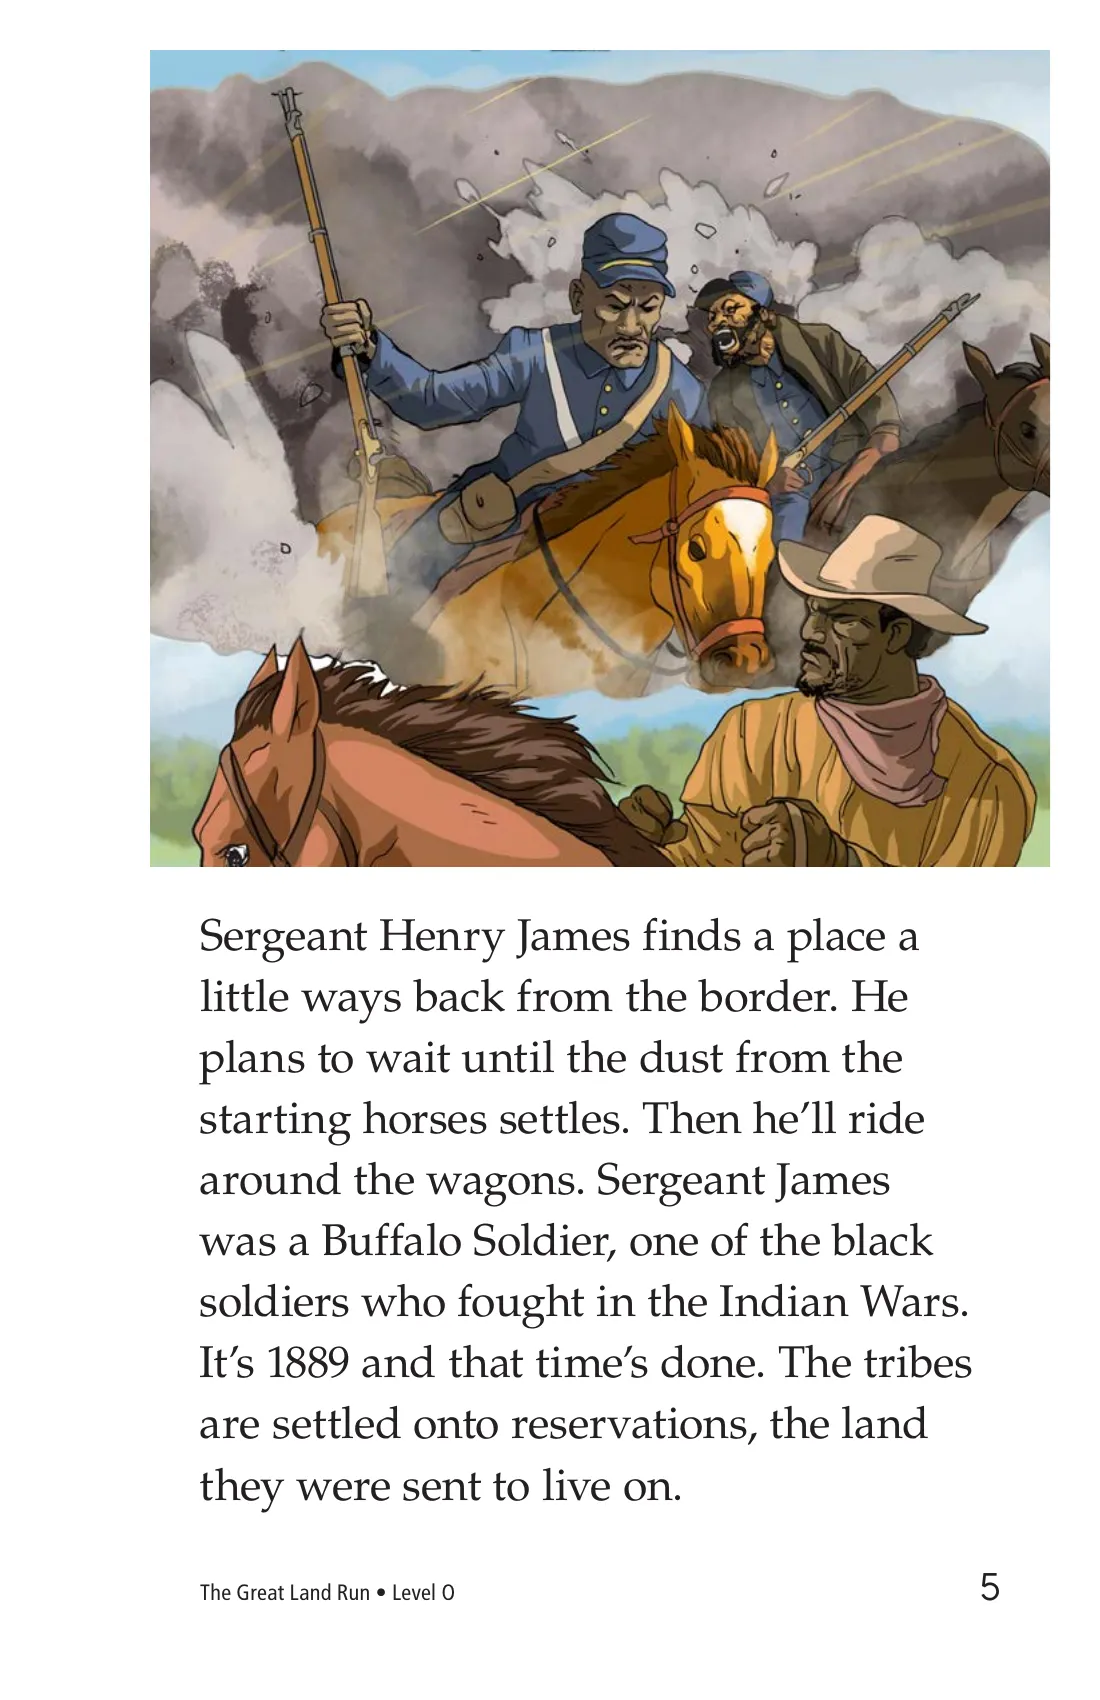 Sergeant Henry James finds a place a
little ways back from the border. He
plans to wait until the dust from the
starting horses settles. Then he’ll ride
around the wagons. Sergeant James
was a Buffalo Soldier, one of the black
soldiers who fought in the Indian Wars.
It’s 1889 and that time’s done. The tribes
are settled onto reservations, the land
they were sent to live on.
The Great Land Run • Level O
5